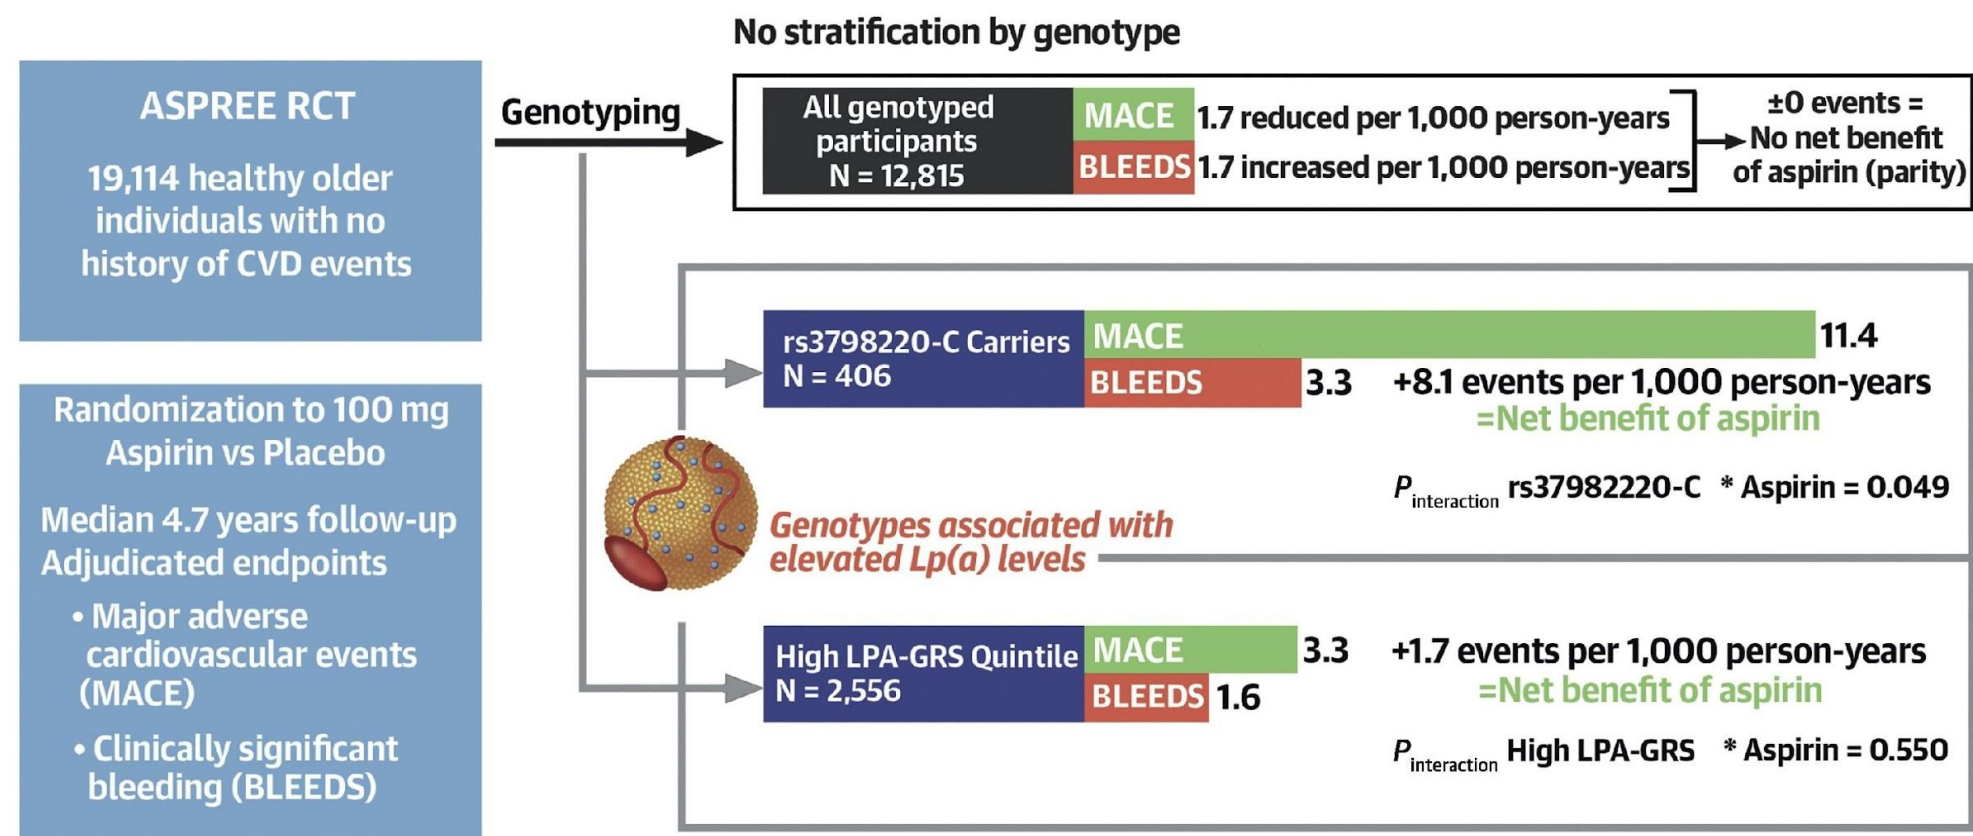 No stratification by genotype
ASPREE RCT
19,114 healthy older
individuals with no
history of CVD events
Randomization to 100 mg
Aspirin vs Placebo
Median 4.7 years follow-up
Adjudicated endpoints
• Major adverse
cardiovascular events
(MACE)
• Clinically significant
bleeding (BLEEDS)
Genotyping
All genotyped
participants
N = 12,815
MACE 1.7 reduced per 1,000 person-years
BLEEDS 1.7 increased per 1,000 person-years
±0 events =
No net benefit
of aspirin (parity)
rs3798220-C Carriers
N = 406
MACE 11.4
BLEEDS 3.3
+8.1 events per 1,000 person-years
=Net benefit of aspirin
Pinteraction rs37982220-C * Aspirin = 0.049
Genotypes associated with
elevated Lp(a) levels
High LPA-GRS Quintile
N = 2,556
MACE 3.3
BLEEDS 1.6
+1.7 events per 1,000 person-years
=Net benefit of aspirin
Pinteraction High LPA-GRS * Aspirin = 0.550